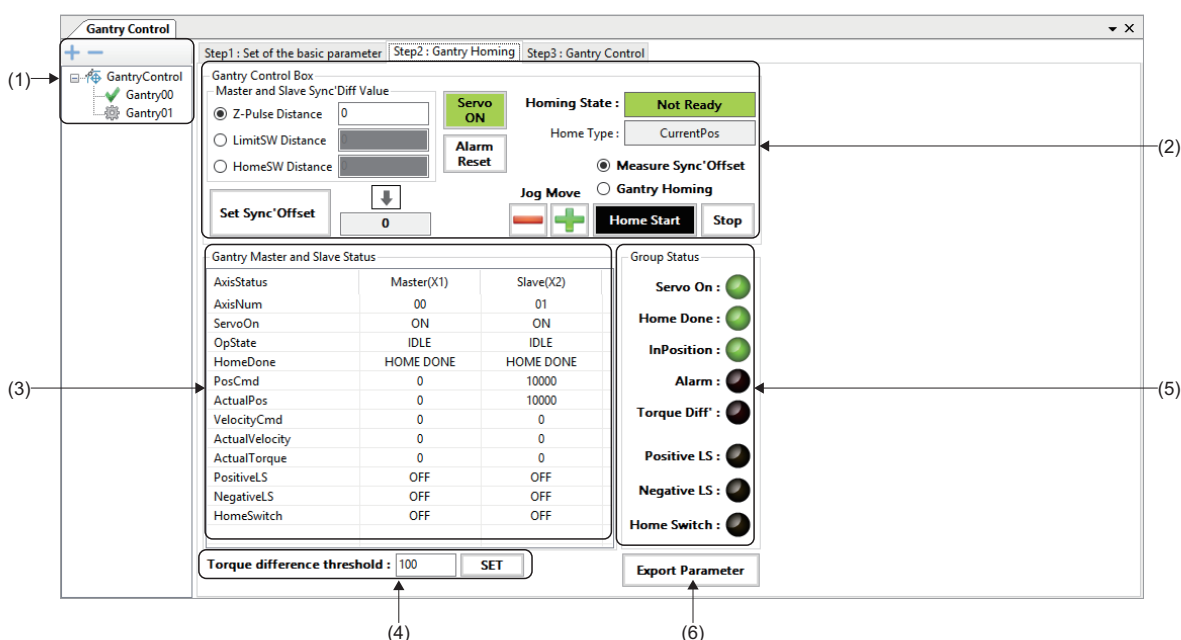 Gantry Control
Step1 : Set of the basic parameter Step2 : Gantry Homing Step3 : Gantry Control
(1)
GantryControl
Gantry00
Gantry01
Gantry Control Box
Master and Slave Sync'Diff Value
Z-Pulse Distance 0
LimitSW Distance 0
HomeSW Distance 0
Servo ON
Alarm Reset
Homing State : Not Ready
Home Type : CurrentPos
Measure Sync'Offset
Gantry Homing
(2)
Set Sync'Offset
0
Jog Move
Home Start
Stop
Gantry Master and Slave Status
AxisStatus Master(X1) Slave(X2)
AxisNum 00 01
ServoOn ON ON
OpState IDLE IDLE
HomeDone HOME DONE HOME DONE
PosCmd 0 10000
ActualPos 0 10000
VelocityCmd 0 0
ActualVelocity 0 0
ActualTorque 0 0
PositiveLS OFF OFF
NegativeLS OFF OFF
HomeSwitch OFF OFF
(3)
Group Status
Servo On :
Home Done :
InPosition :
Alarm :
Torque Diff' :
Positive LS :
Negative LS :
Home Switch :
(5)
Torque difference threshold : 100 SET
Export Parameter
(4)
(6)